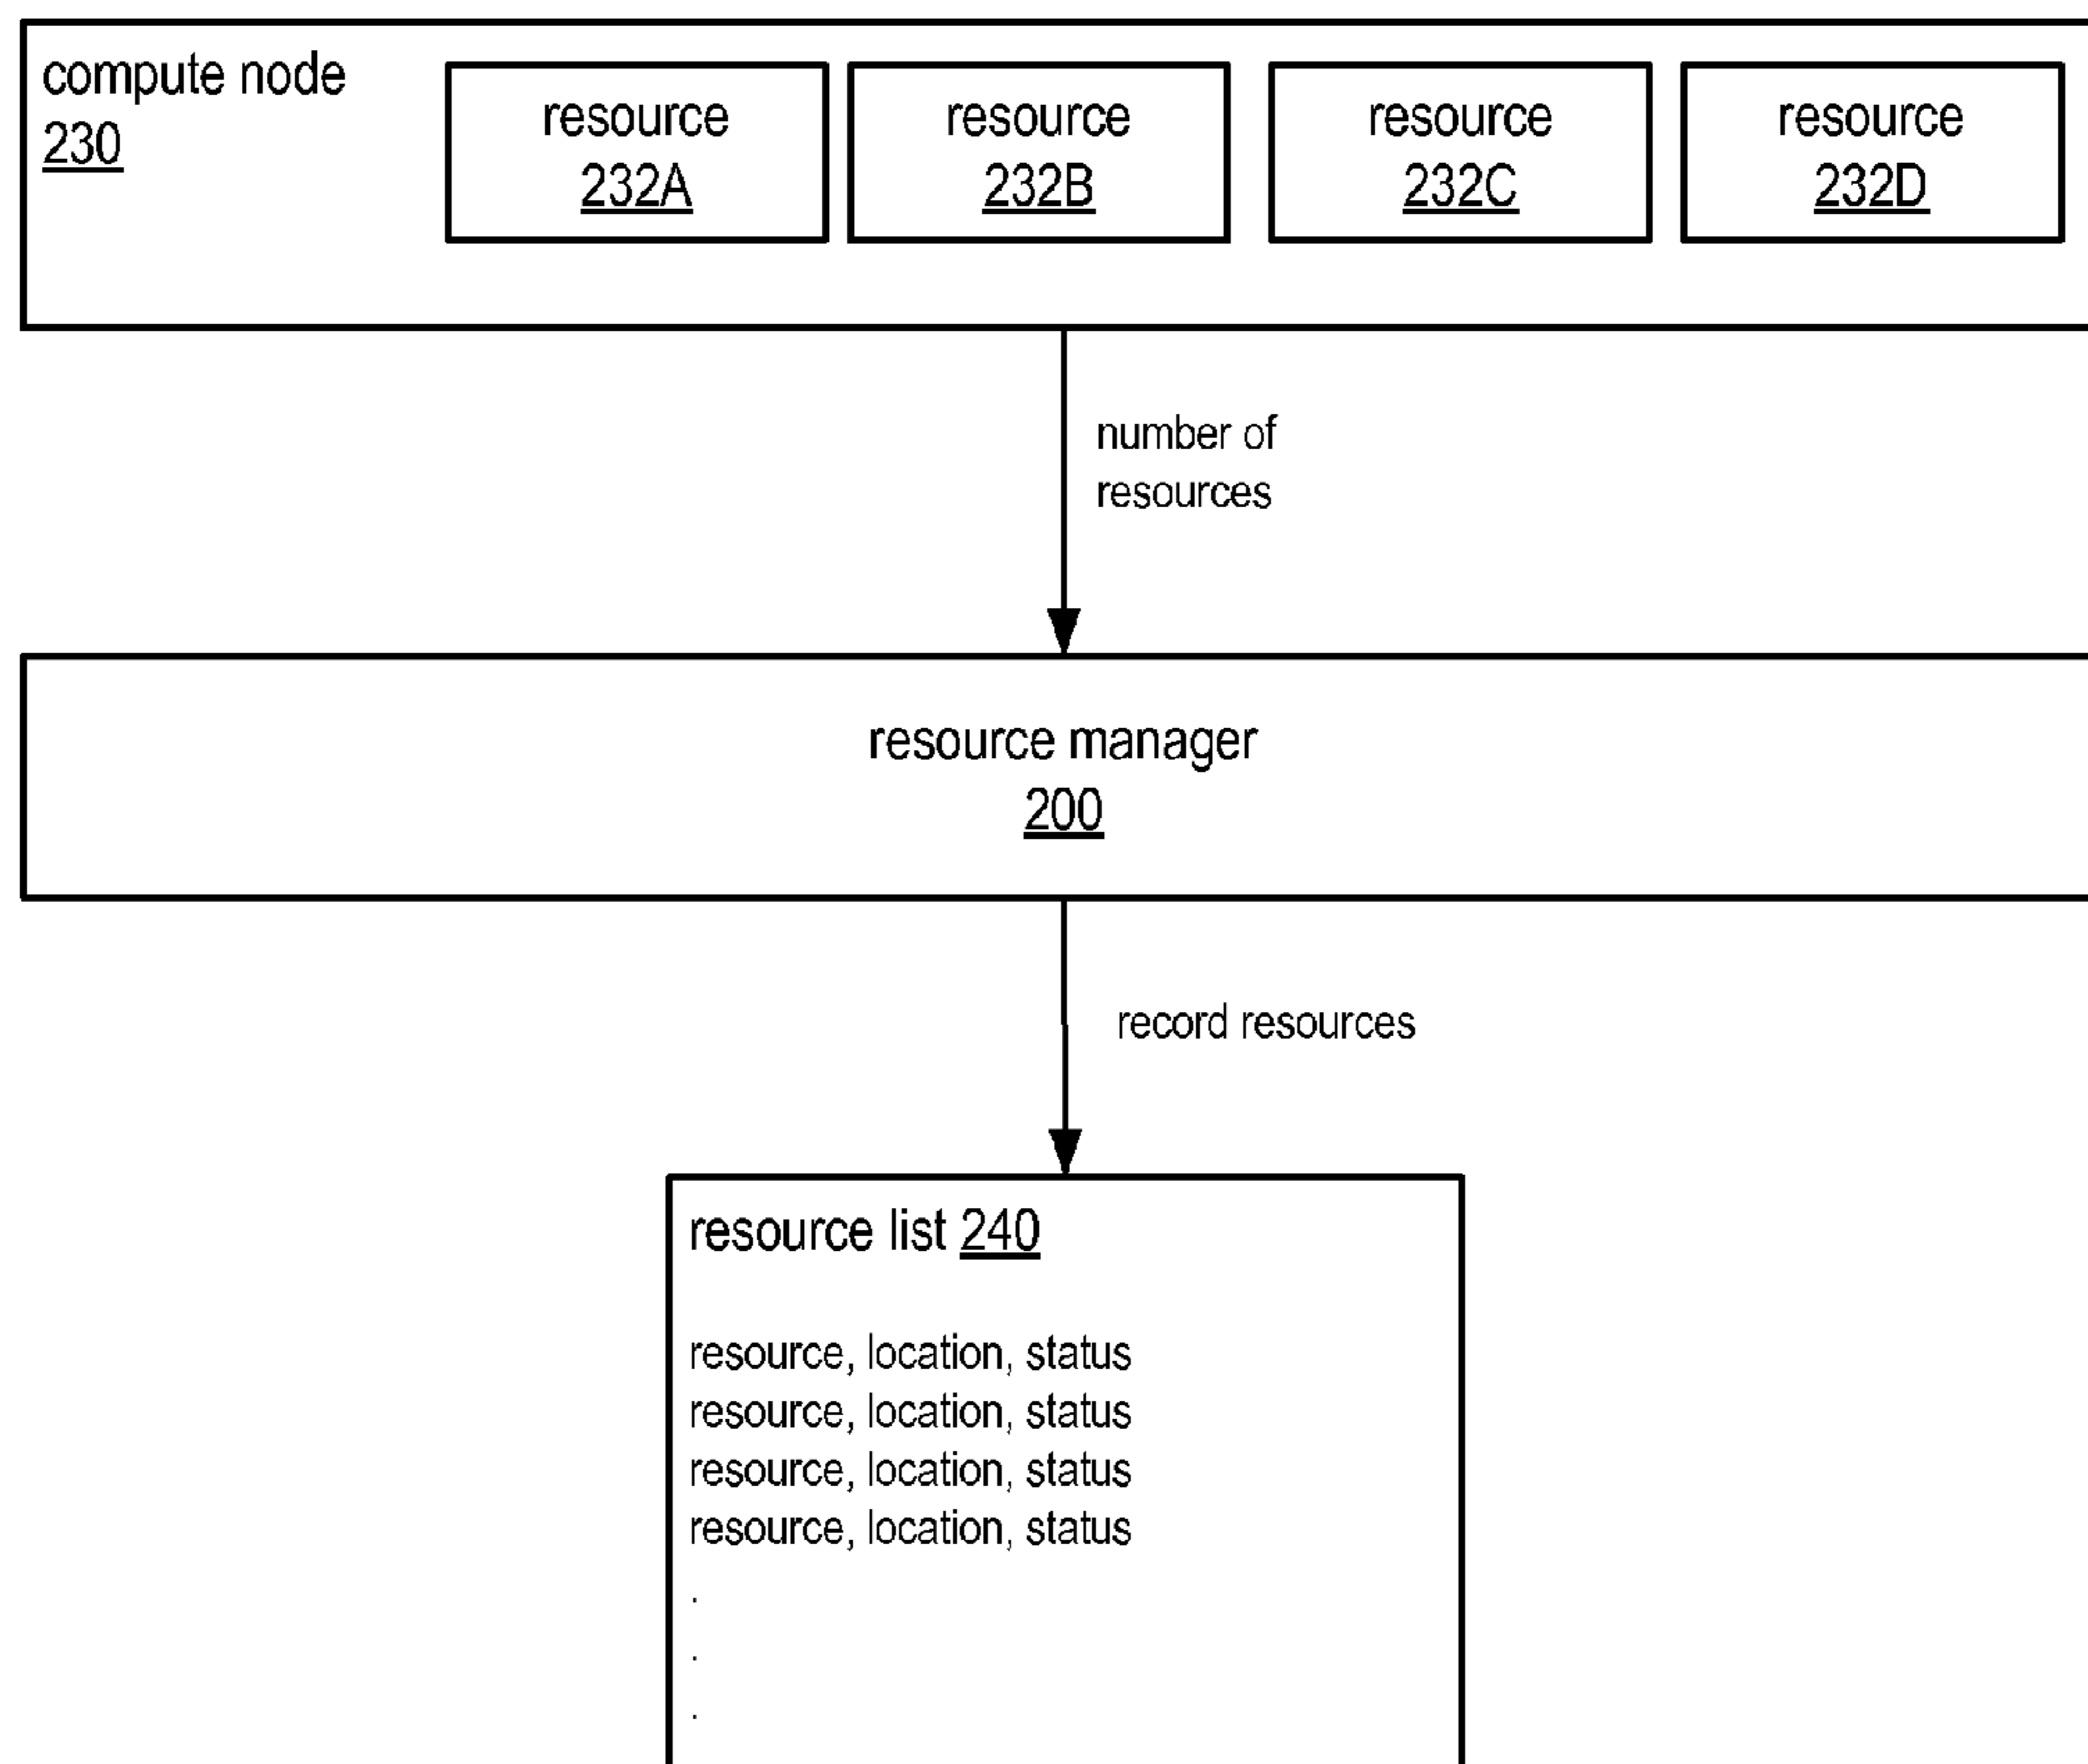 compute node
230
resource
232A
resource
232B
resource
232C
resource
232D
number of
resources
resource manager
200
record resources
resource list 240
resource, location, status
resource, location, status
resource, location, status
resource, location, status
.
.
.